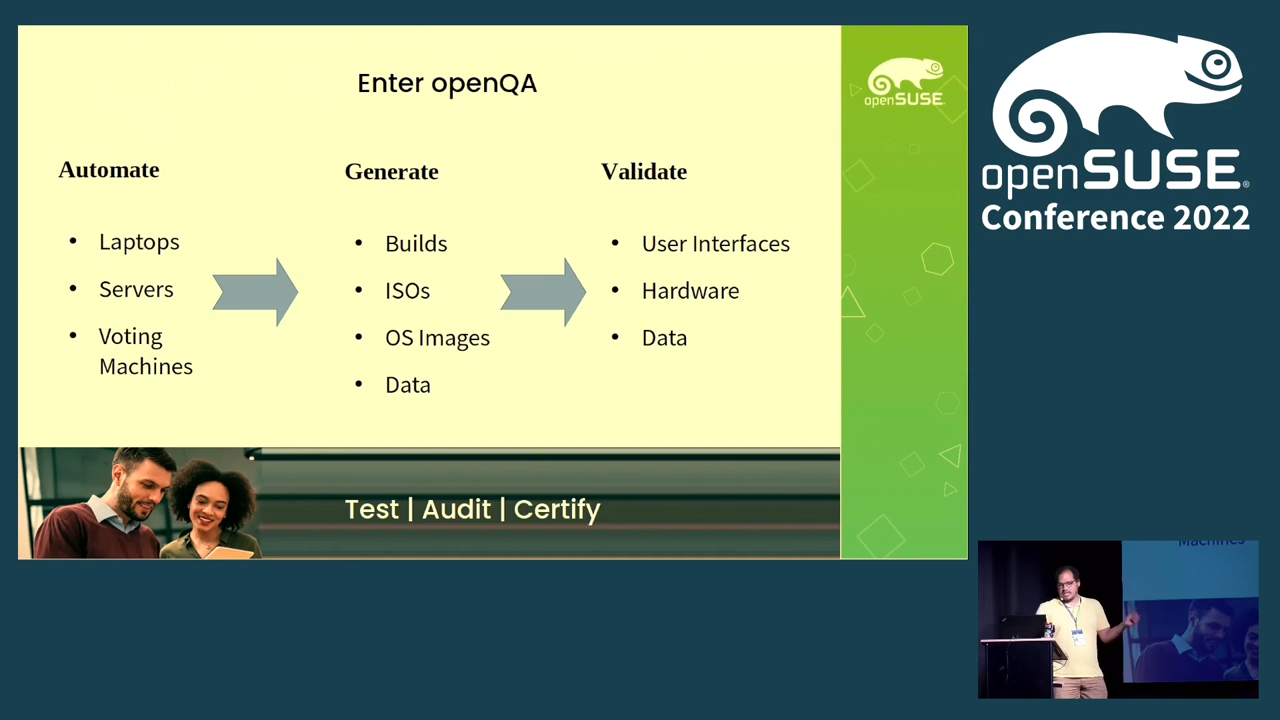 Enter openQA
Automate
Laptops
Servers
Voting
Machines
Generate
Builds
ISOs
OS Images
Data
Validate
User Interfaces
Hardware
Data
Test | Audit | Certify
openSUSE
openSUSE®
Conference 2022
Machines